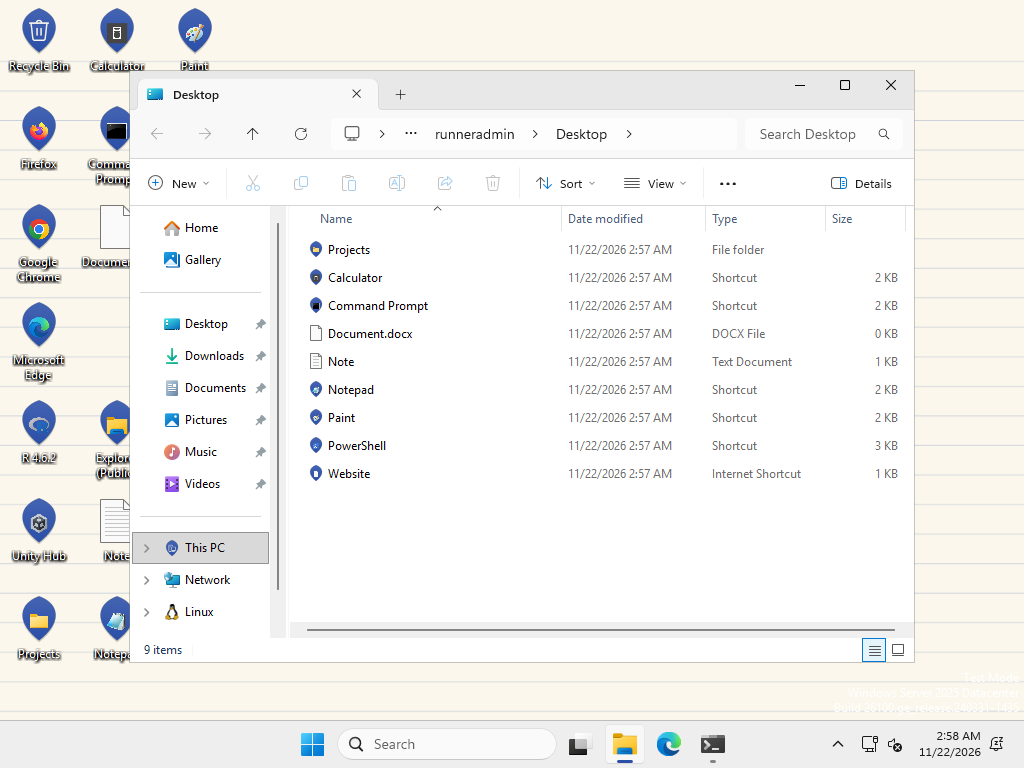 Recycle Bin
Calculator
Paint
Firefox
Google
Chrome
Microsoft
Edge
R 4.6.2
Unity Hub
Note
Projects
Desktop
runneradmin
Desktop
Search Desktop
New
Sort
View
Details
Home
Gallery
Desktop
Downloads
Documents
Pictures
Music
Videos
This PC
Network
Linux
Name
Date modified
Type
Size
Projects 11/22/2026 2:57 AM File folder
Calculator 11/22/2026 2:57 AM Shortcut 2 KB
Command Prompt 11/22/2026 2:57 AM Shortcut 2 KB
Document.docx 11/22/2026 2:57 AM DOCX File 0 KB
Note 11/22/2026 2:57 AM Text Document 1 KB
Notepad 11/22/2026 2:57 AM Shortcut 2 KB
Paint 11/22/2026 2:57 AM Shortcut 2 KB
PowerShell 11/22/2026 2:57 AM Shortcut 3 KB
Website 11/22/2026 2:57 AM Internet Shortcut 1 KB
9 items
Test Mode
Windows Server 2025 Datacenter
Search
2:58 AM
11/22/2026